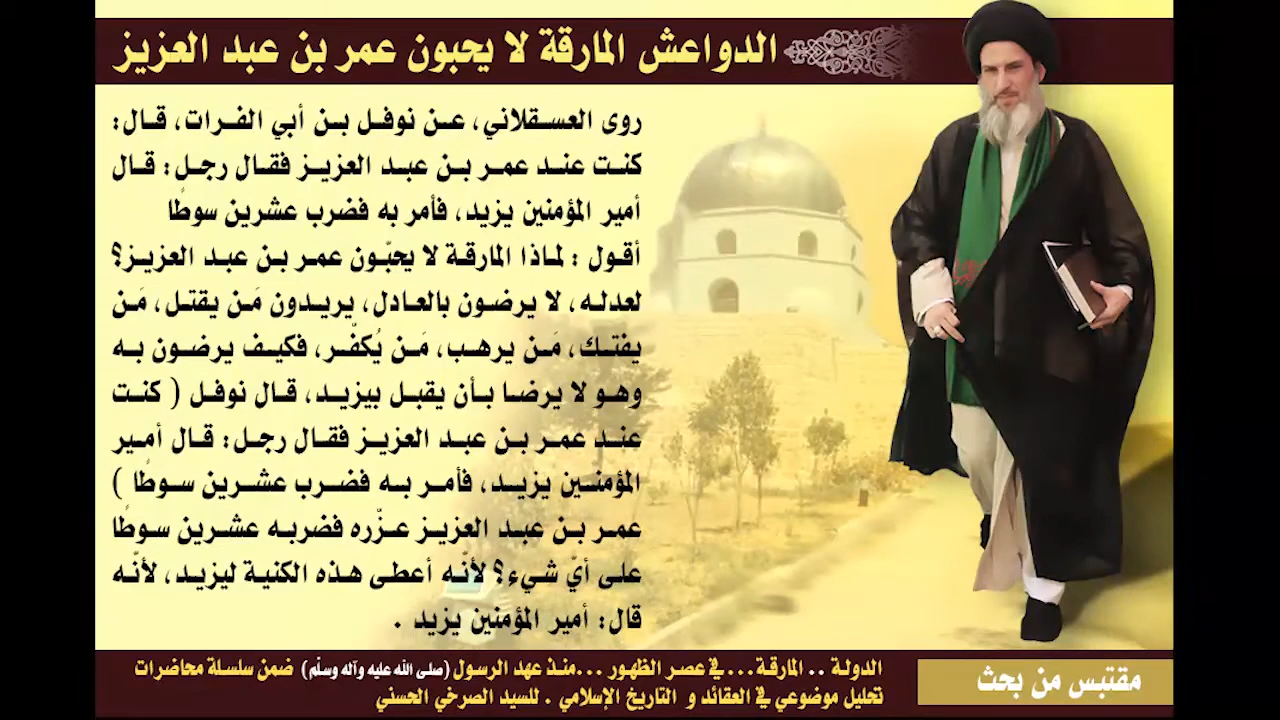 الدواعش المارقة لا يحبون عمر بن عبد العزيز
روى العسقلاني، عن نوفل بن أبي الفرات، قال:
كنت عند عمر بن عبد العزيز فقال رجل: قال
أمير المؤمنين يزيد، فأمر به فضرب عشرين سوطًا
أقول : لماذا المارقة لا يحبّون عمر بن عبد العزيز؟
لعدله، لا يرضون بالعادل، يريدون مَن يقتل، مَن
يفتك، مَن يرهب، مَن يُكفّر، فكيف يرضون به
وهو لا يرضا بأن يقبل بيزيد، قال نوفل ( كنت
عند عمر بن عبد العزيز فقال رجل: قال أمير
المؤمنين يزيد، فأمر به فضرب عشرين سوطًا )
عمر بن عبد العزيز عزّره فضربه عشرين سوطًا
على أيّ شيء؟ لأنّه أعطى هذه الكنية ليزيد، لأنّه
قال: أمير المؤمنين يزيد .
مقتبس من بحث
الدولة .. المارقة...في عصر الظهور ...منذ عهد الرسول (صلى الله عليه وآله وسلّم) ضمن سلسلة محاضرات
تحليل موضوعي في العقائد و التاريخ الإسلامي . للسيد الصرخي الحسني